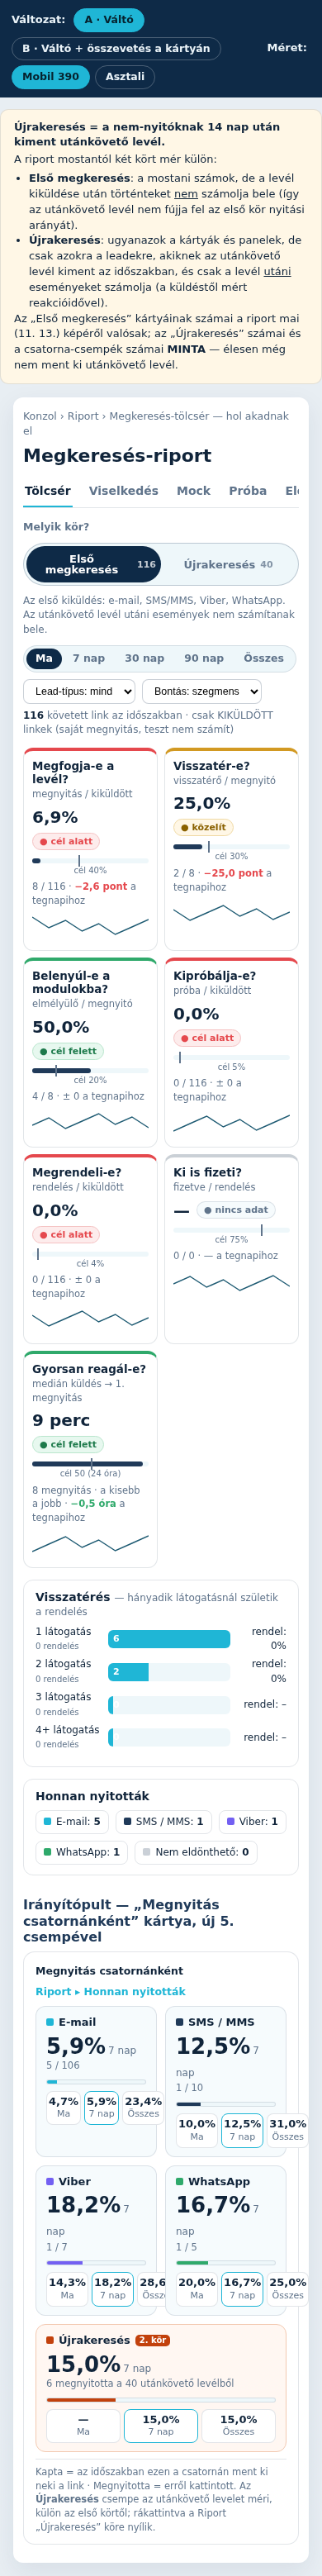 Változat: A · Váltó
B · Váltó + összevetés a kártyán Méret:
Mobil 390 Asztali
Újrakeresés = a nem-nyitóknak 14 nap után
kiment utánkövető levél.
A riport mostantól két kört mér külön:
• Első megkeresés: a mostani számok, de a levél
kiküldése után történteket nem számolja bele (így
az utánkövető levél nem fújja fel az első kör nyitási
arányát).
• Újrakeresés: ugyanazok a kártyák és panelek, de
csak azokra a leadekre, akiknek az utánkövető
levél kiment az időszakban, és csak a levél utáni
eseményeket számolja (a küldéstől mért
reakcióidővel).
Az „Első megkeresés” kártyáinak számai a riport mai
(11. 13.) képéről valósak; az „Újrakeresés” számai és
a csatorna-csempék számai MINTA — élesen még
nem ment ki utánkövető levél.
Konzol › Riport › Megkeresés-tölcsér — hol akadnak
el
Megkeresés-riport
Tölcsér Viselkedés Mock Próba
Melyik kör?
Első
megkeresés 116 Újrakeresés 40
Az első kiküldés: e-mail, SMS/MMS, Viber, WhatsApp.
Az utánkövető levél utáni események nem számítanak
bele.
Ma 7 nap 30 nap 90 nap Összes
Lead-típus: mind Bontás: szegmens
116 követett link az időszakban · csak KIKÜLDÖTT
linkek (saját megnyitás, teszt nem számít)
Megfogja-e a
levél?
megnyitás / kiküldött
6,9%
● cél alatt
cél 40%
8 / 116 · −2,6 pont a
tegnapihoz
Visszatér-e?
visszatérő / megnyitó
25,0%
● közelít
cél 30%
2 / 8 · −25,0 pont a
tegnapihoz
Belenyúl-e a
modulokba?
elmélyülő / megnyitó
50,0%
● cél felett
cél 20%
4 / 8 · ± 0 a tegnapihoz
Kipróbálja-e?
próba / kiküldött
0,0%
● cél alatt
cél 5%
0 / 116 · ± 0 a
tegnapihoz
Megrendeli-e?
rendelés / kiküldött
0,0%
● cél alatt
cél 4%
0 / 116 · ± 0 a
tegnapihoz
Ki is fizeti?
fizetve / rendelés
— ● nincs adat
cél 75%
0 / 0 · — a tegnapihoz
Gyorsan reagál-e?
medián küldés → 1.
megnyitás
9 perc
● cél felett
cél 50 (24 óra)
8 megnyitás · a kisebb
a jobb · −0,5 óra a
tegnapihoz
Visszatérés — hányadik látogatásnál születik
a rendelés
1 látogatás
0 rendelés
6
rendel:
0%
2 látogatás
0 rendelés
2
rendel:
0%
3 látogatás
0 rendelés
rendel: –
4+ látogatás
0 rendelés
rendel: –
Honnan nyitották
E-mail: 5 SMS / MMS: 1 Viber: 1
WhatsApp: 1 Nem eldönthető: 0
Irányítópult — „Megnyitás
csatornánként” kártya, új 5.
csempével
Megnyitás csatornánként
Riport ▸ Honnan nyitották
E-mail
5,9% 7 nap
5 / 106
4,7% 5,9% 23,4%
Ma 7 nap Összes
SMS / MMS
12,5% 7
nap
1 / 10
10,0% 12,5% 31,0%
Ma 7 nap Összes
Viber
18,2% 7
nap
1 / 7
14,3% 18,2% 28,6
Ma 7 nap
WhatsApp
16,7% 7
nap
1 / 5
20,0% 16,7% 25,0%
Ma 7 nap Összes
Újrakeresés 2. kör
15,0% 7 nap
6 megnyitotta a 40 utánkövető levélből
— 15,0% 15,0%
Ma 7 nap Összes
Kapta = az időszakban ezen a csatornán ment ki
neki a link · Megnyitotta = erről kattintott. Az
Újrakeresés csempe az utánkövető levelet méri,
külön az első körtől; rákattintva a Riport
„Újrakeresés” köre nyílik.